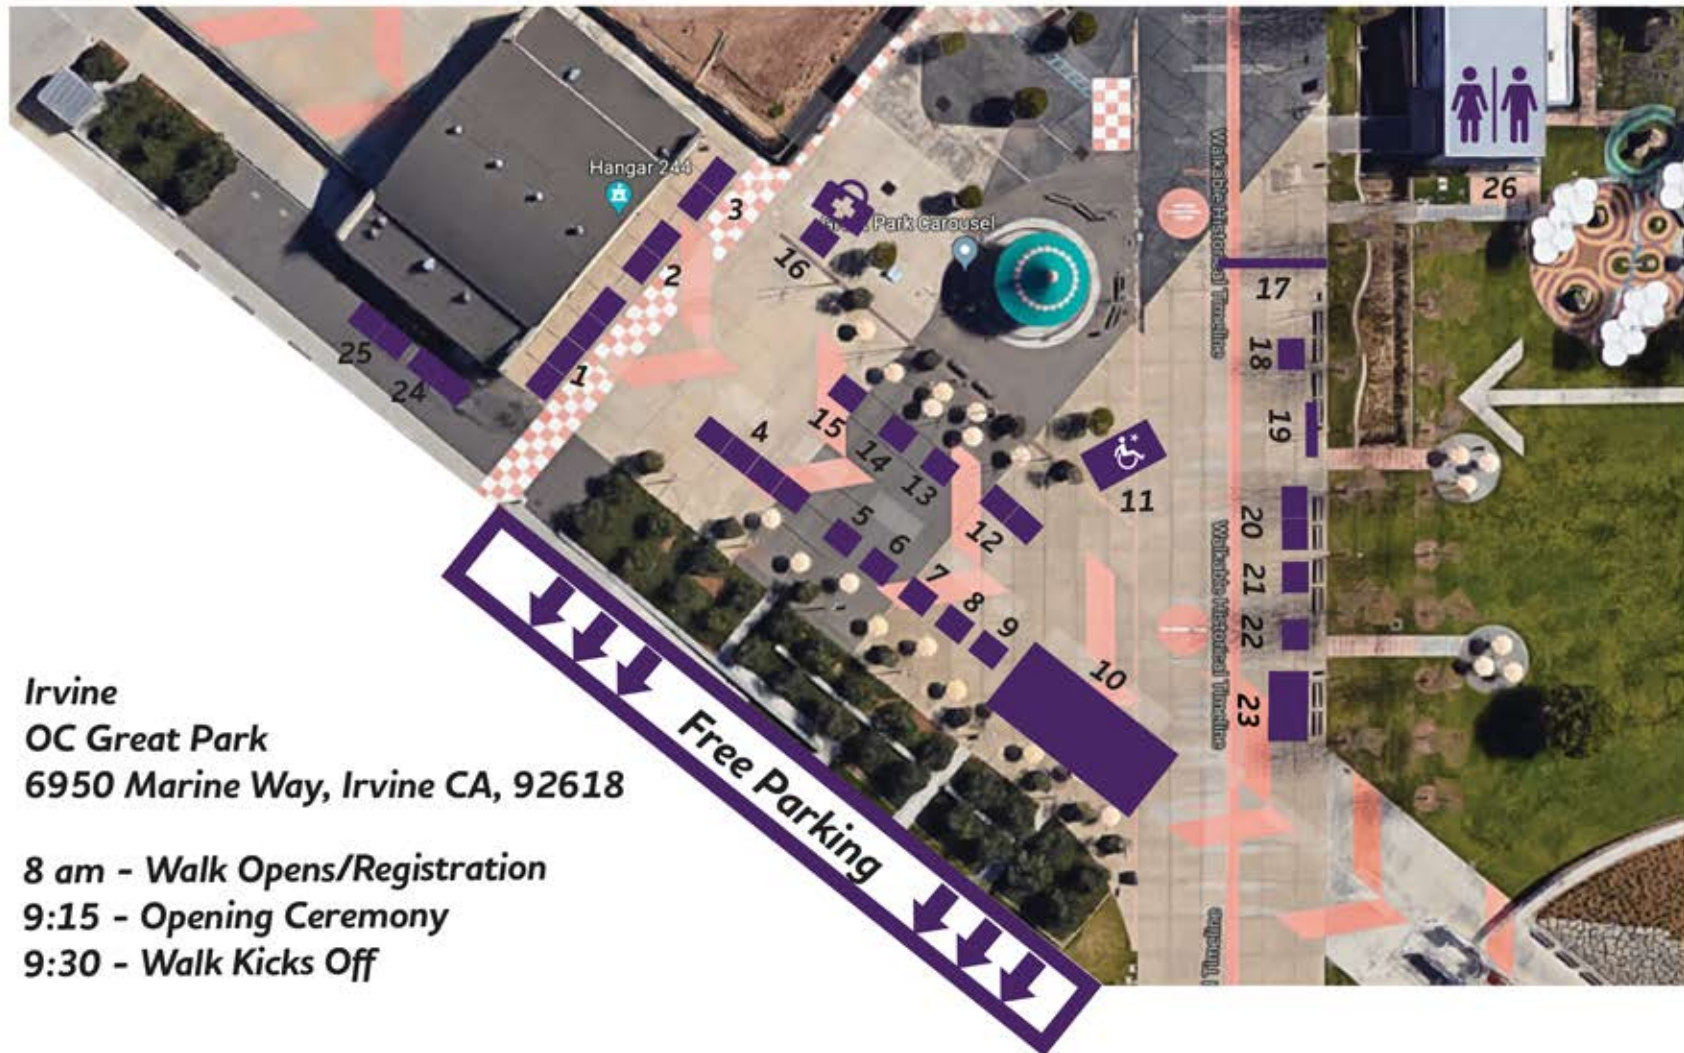 Hangar 244
Park Carousel
Walkable Historical Timeline
Walkable Historical Timeline
Timeline
1
2
3
4
5
6
7
8
9
10
11
12
13
14
15
16
17
18
19
20
21
22
23
24
25
26
Free Parking
Irvine
OC Great Park
6950 Marine Way, Irvine CA, 92618
8 am - Walk Opens/Registration
9:15 - Opening Ceremony
9:30 - Walk Kicks Off